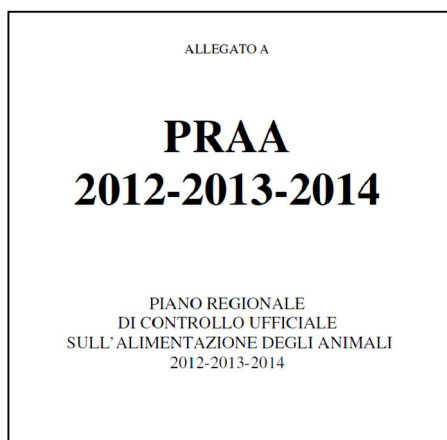 ALLEGATO A
PRAA
2012-2013-2014
PIANO REGIONALE
DI CONTROLLO UFFICIALE
SULL'ALIMENTAZIONE DEGLI ANIMALI
2012-2013-2014